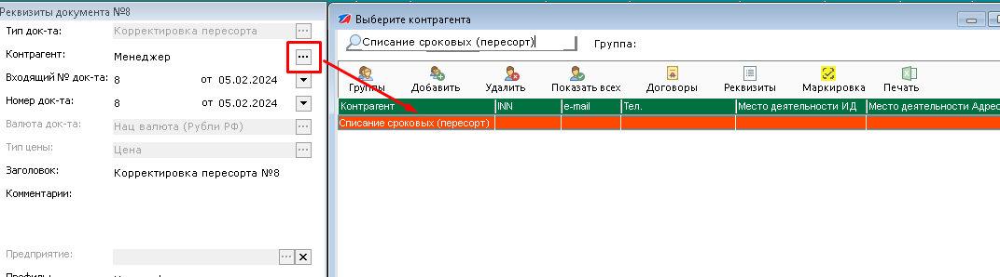 Реквизиты документа №8
Тип док-та: Корректировка пересорта ...
Контрагент: Менеджер ...
Входящий № док-та: 8 от 05.02.2024
Номер док-та: 8 от 05.02.2024
Валюта док-та: Нац валюта (Рубли РФ) ...
Тип цены: Цена ...
Заголовок: Корректировка пересорта №8
Комментарии:
Предприятие: ...
Выберите контрагента
Списание сроковых (пересорт) Группа:
Группы Добавить Удалить Показать всех Договоры Реквизиты Маркировка Печать
Контрагент INN e-mail Тел. Место деятельности ИД Место деятельности Адрес
Списание сроковых (пересорт)